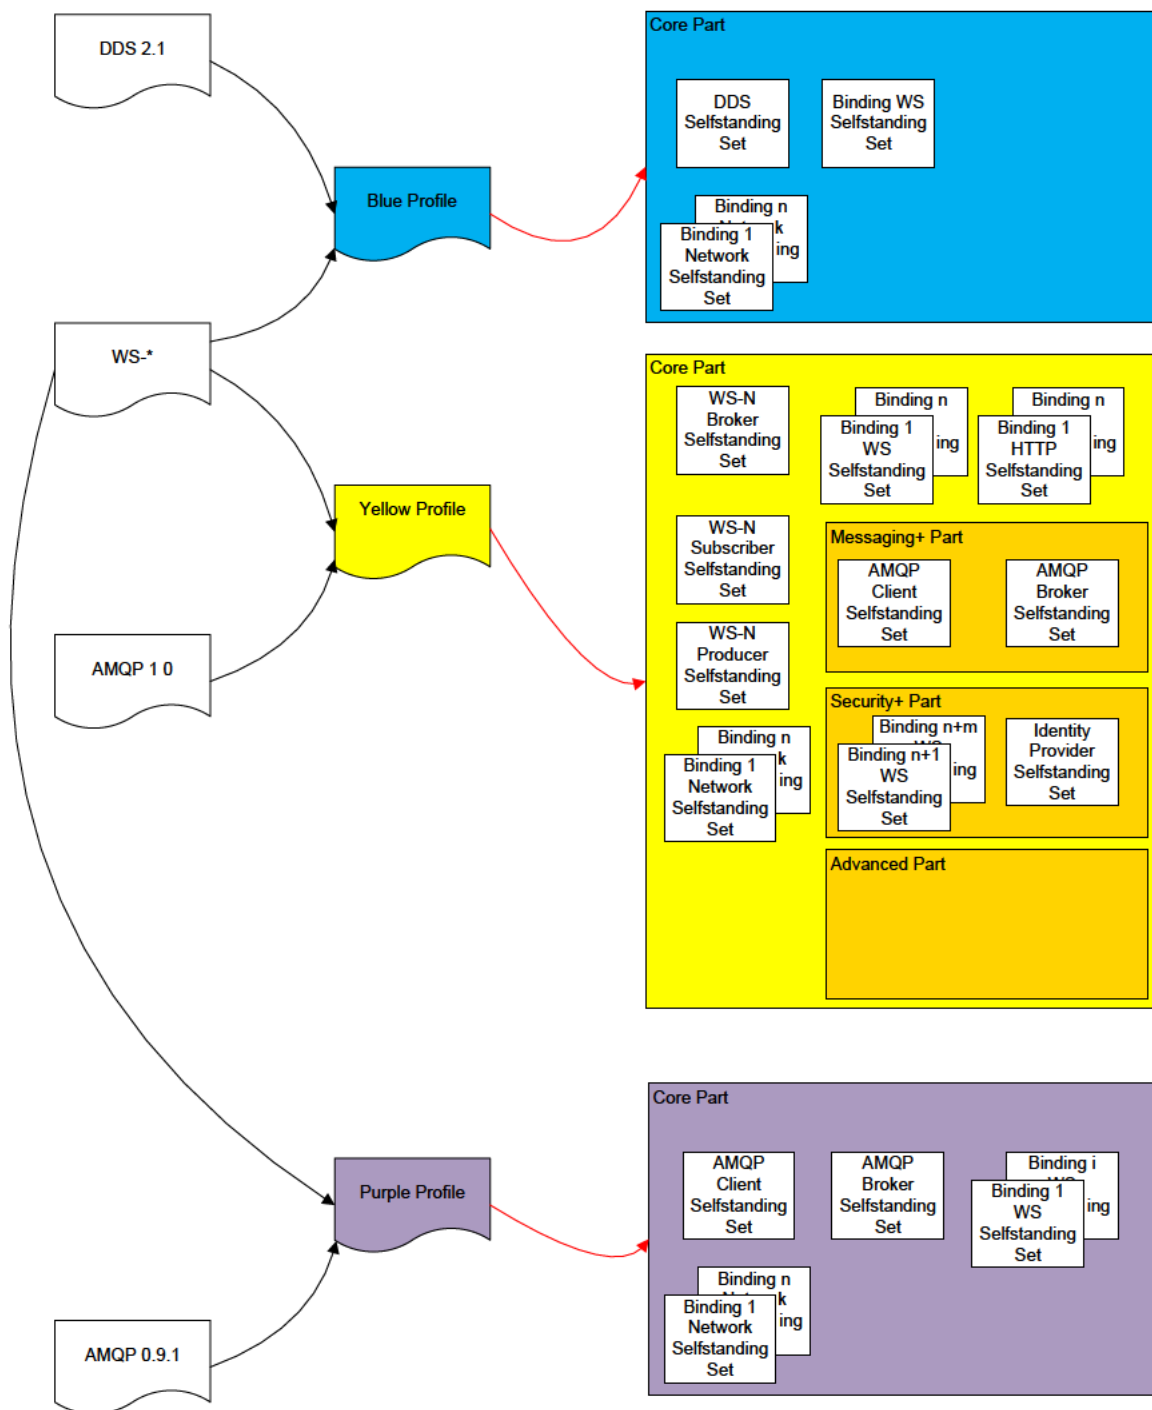 DDS 2.1
Blue Profile
WS-*
Yellow Profile
AMQP 1 0
Purple Profile
AMQP 0.9.1
Core Part
DDS
Selfstanding
Set
Binding WS
Selfstanding
Set
Binding n
Binding 1
Network
Selfstanding
Set
ing
Core Part
WS-N
Broker
Selfstanding
Set
Binding n
Binding 1
WS
Selfstanding
Set
ing
Binding n
Binding 1
HTTP
Selfstanding
Set
ing
WS-N
Subscriber
Selfstanding
Set
Messaging+ Part
AMQP
Client
Selfstanding
Set
AMQP
Broker
Selfstanding
Set
WS-N
Producer
Selfstanding
Set
Security+ Part
Binding n+m
Binding n+1
WS
Selfstanding
Set
ing
Identity
Provider
Selfstanding
Set
Binding n
Binding 1
Network
Selfstanding
Set
ing
Advanced Part
Core Part
AMQP
Client
Selfstanding
Set
AMQP
Broker
Selfstanding
Set
Binding i
Binding 1
WS
Selfstanding
Set
ing
Binding n
Binding 1
Network
Selfstanding
Set
ing